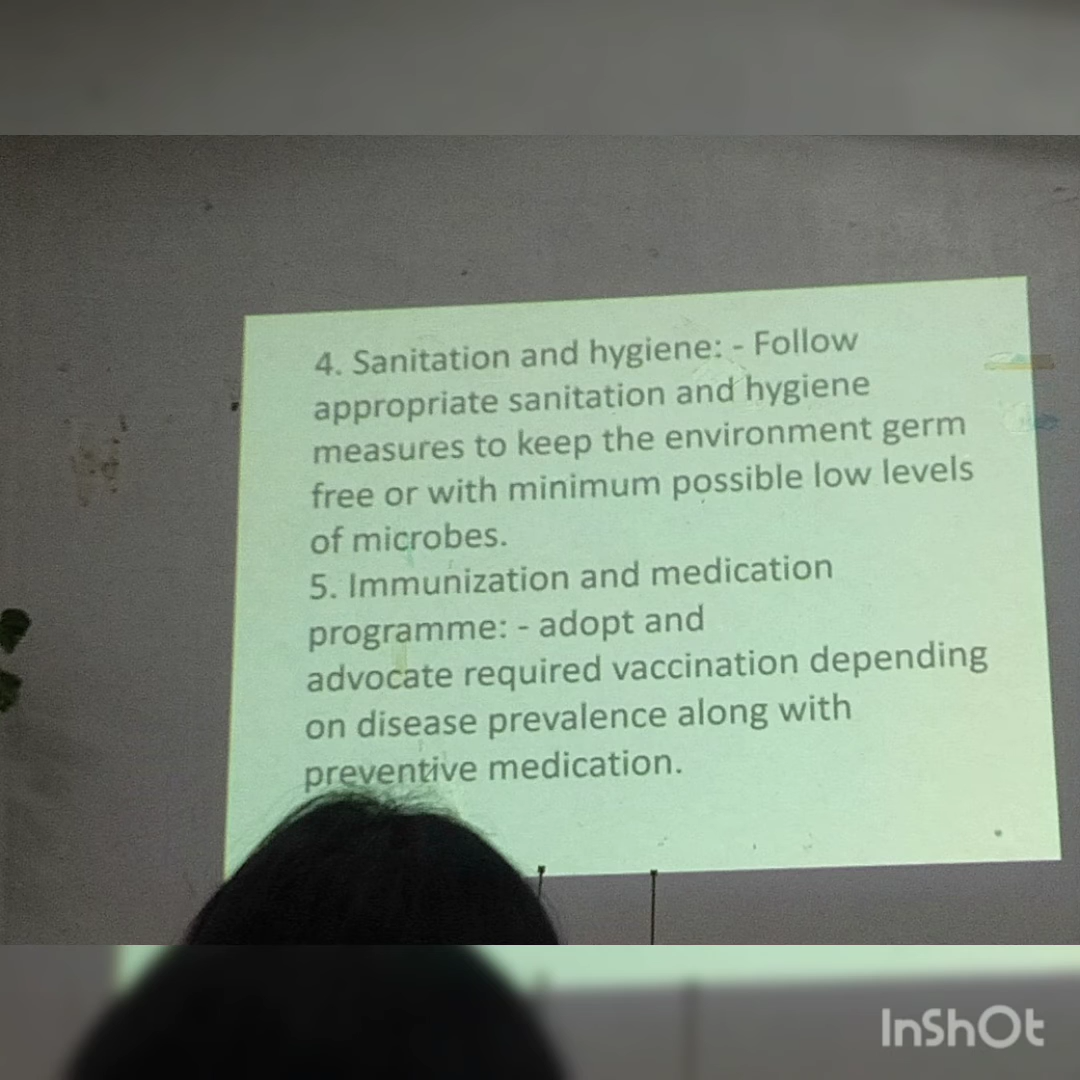 4. Sanitation and hygiene: - Follow
appropriate sanitation and hygiene
measures to keep the environment germ
free or with minimum possible low levels
of microbes.
5. Immunization and medication
programme: - adopt and
advocate required vaccination depending
on disease prevalence along with
preventive medication.
InShOt